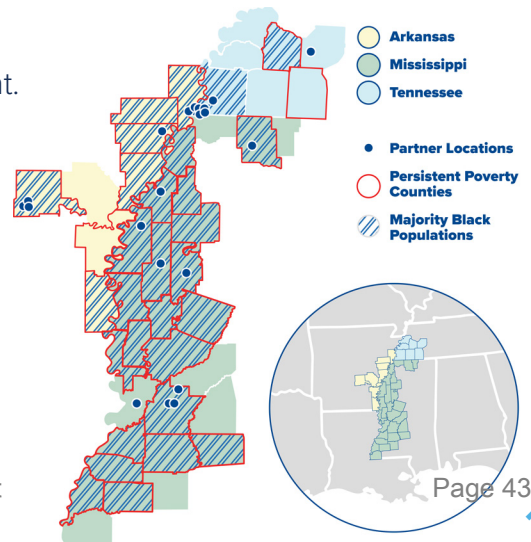 nt.
Arkansas
Mississippi
Tennessee
Partner Locations
Persistent Poverty
Counties
Majority Black
Populations
Page 43